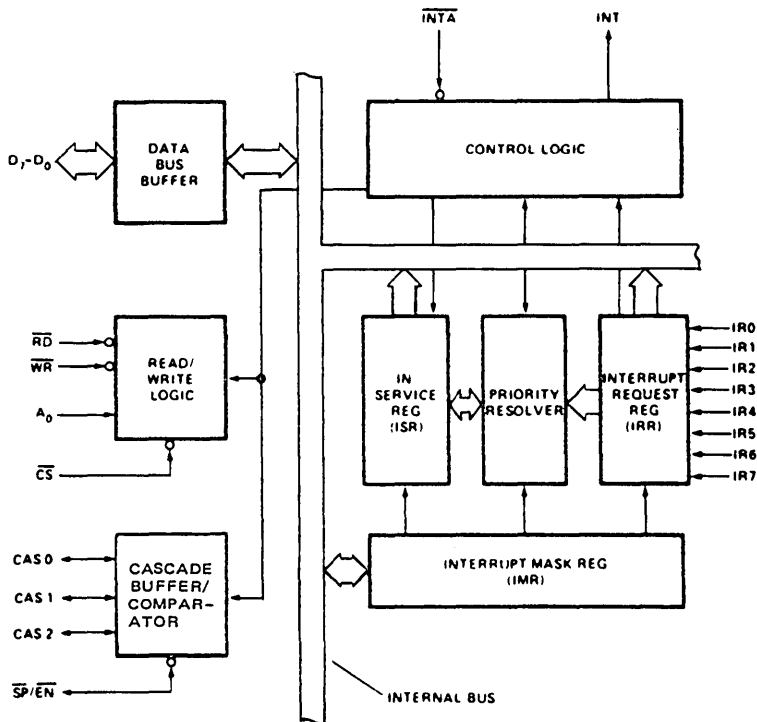 INTA
INT
DATA
BUS
BUFFER
D7-D0
CONTROL LOGIC
RD
WR
A0
CS
READ/
WRITE
LOGIC
IN
SERVICE
REG
(ISR)
PRIORITY
RESOLVER
INTERRUPT
REQUEST
REG
(IRR)
IR0
IR1
IR2
IR3
IR4
IR5
IR6
IR7
CAS 0
CAS 1
CAS 2
SP/EN
CASCADE
BUFFER/
COMPAR-
ATOR
INTERRUPT MASK REG
(IMR)
INTERNAL BUS